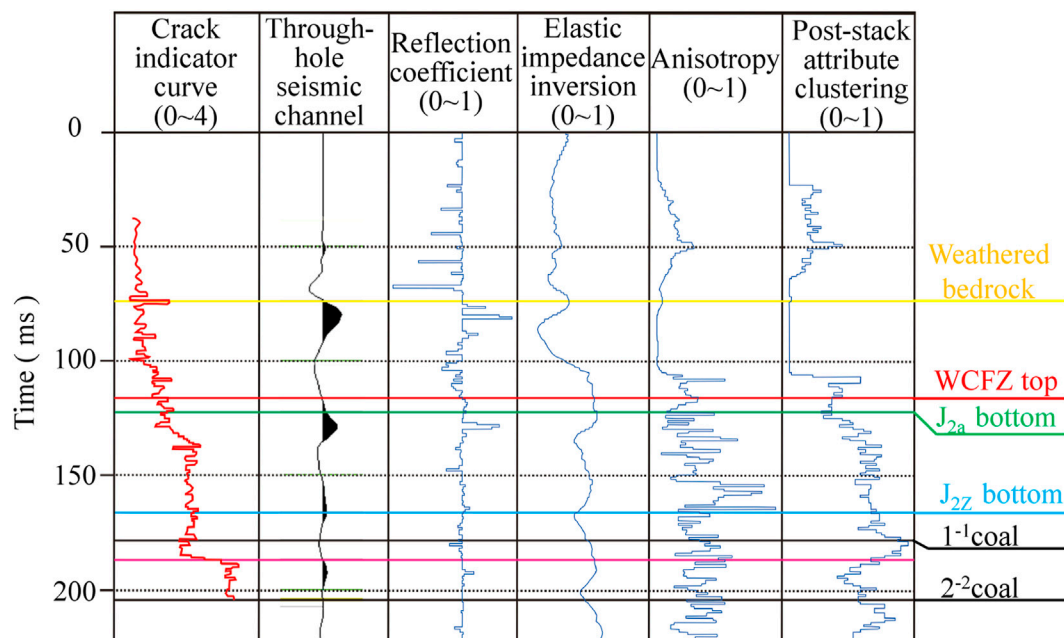 Crack
indicator
curve
(0~4)
Through-
hole
seismic
channel
Reflection
coefficient
(0~1)
Elastic
impedance
inversion
(0~1)
Anisotropy
(0~1)
Post-stack
attribute
clustering
(0~1)
0
50
100
150
200
Time ( ms )
Weathered
bedrock
WCFZ top
J2a bottom
J2Z bottom
1-1coal
2-2coal